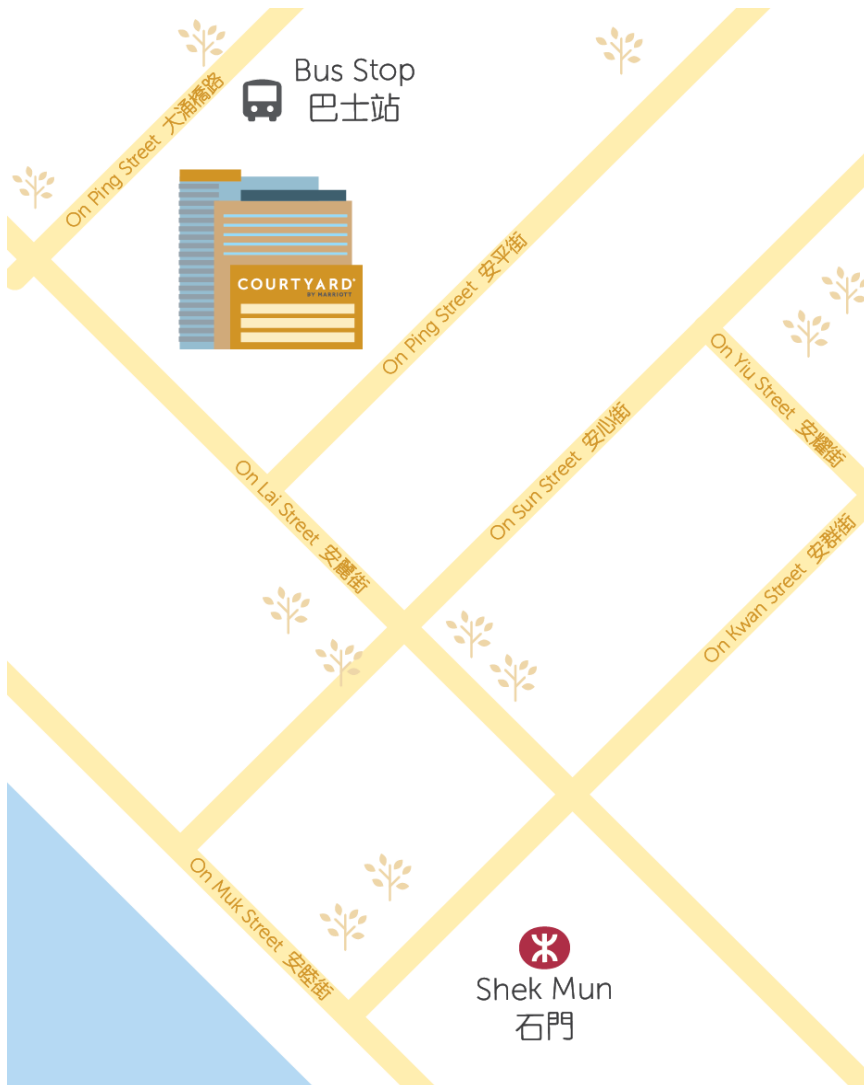 Bus Stop
巴士站
On Ping Street 大涌橋路
COURTYARD®
BY MARRIOTT
On Ping Street 安平街
On Yiu Street 安耀街
On Sun Street 安心街
On Lai Street 安麗街
On Kwan Street 安群街
On Muk Street 安睦街
Shek Mun
石門